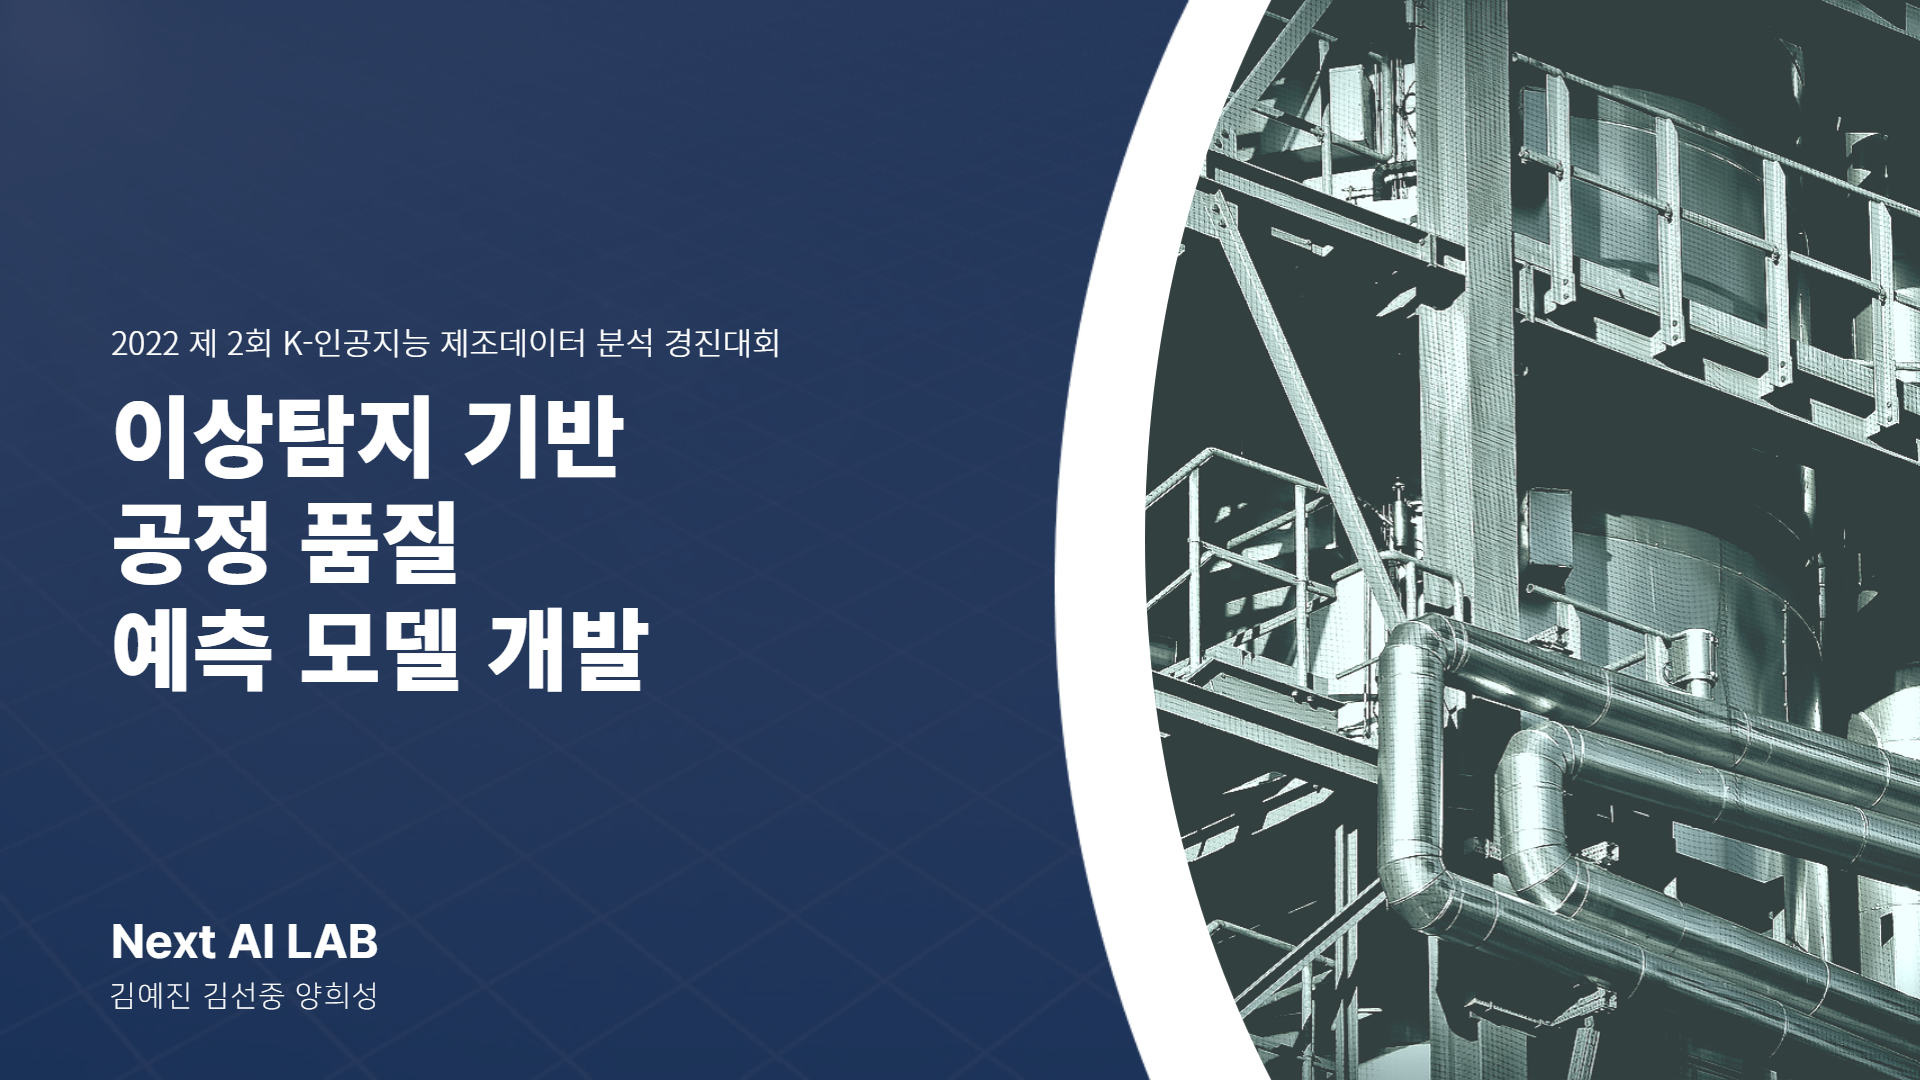 2022 제 2회 K-인공지능 제조데이터 분석 경진대회
이상탐지 기반
공정 품질
예측 모델 개발
Next AI LAB
김예진 김선중 양희성